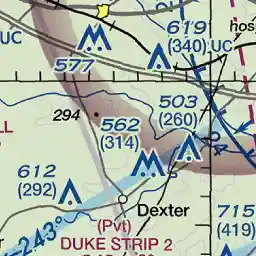 619
(340) UC
hosp
UC
577
294
503
(260)
562
(314)
612
(292)
Dexter
(Pvt)
DUKE STRIP 2
715
(419)
243°